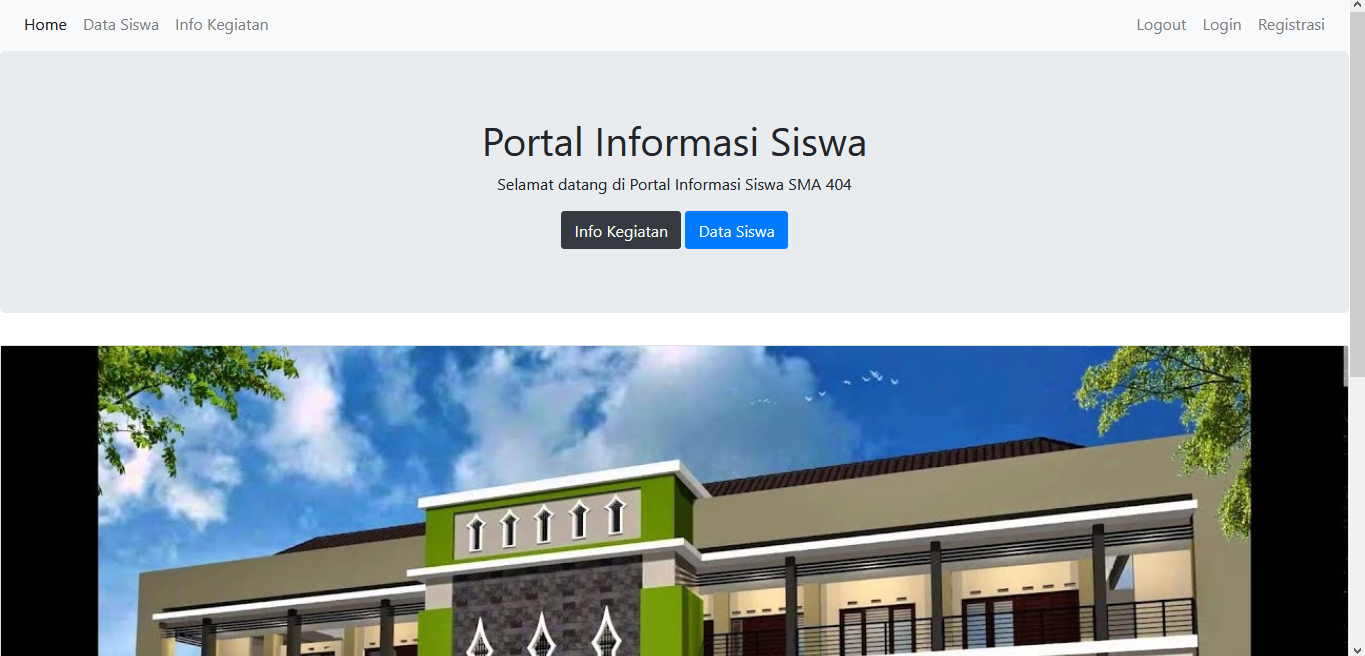 Home Data Siswa Info Kegiatan Logout Login Registrasi
Portal Informasi Siswa
Selamat datang di Portal Informasi Siswa SMA 404
Info Kegiatan Data Siswa